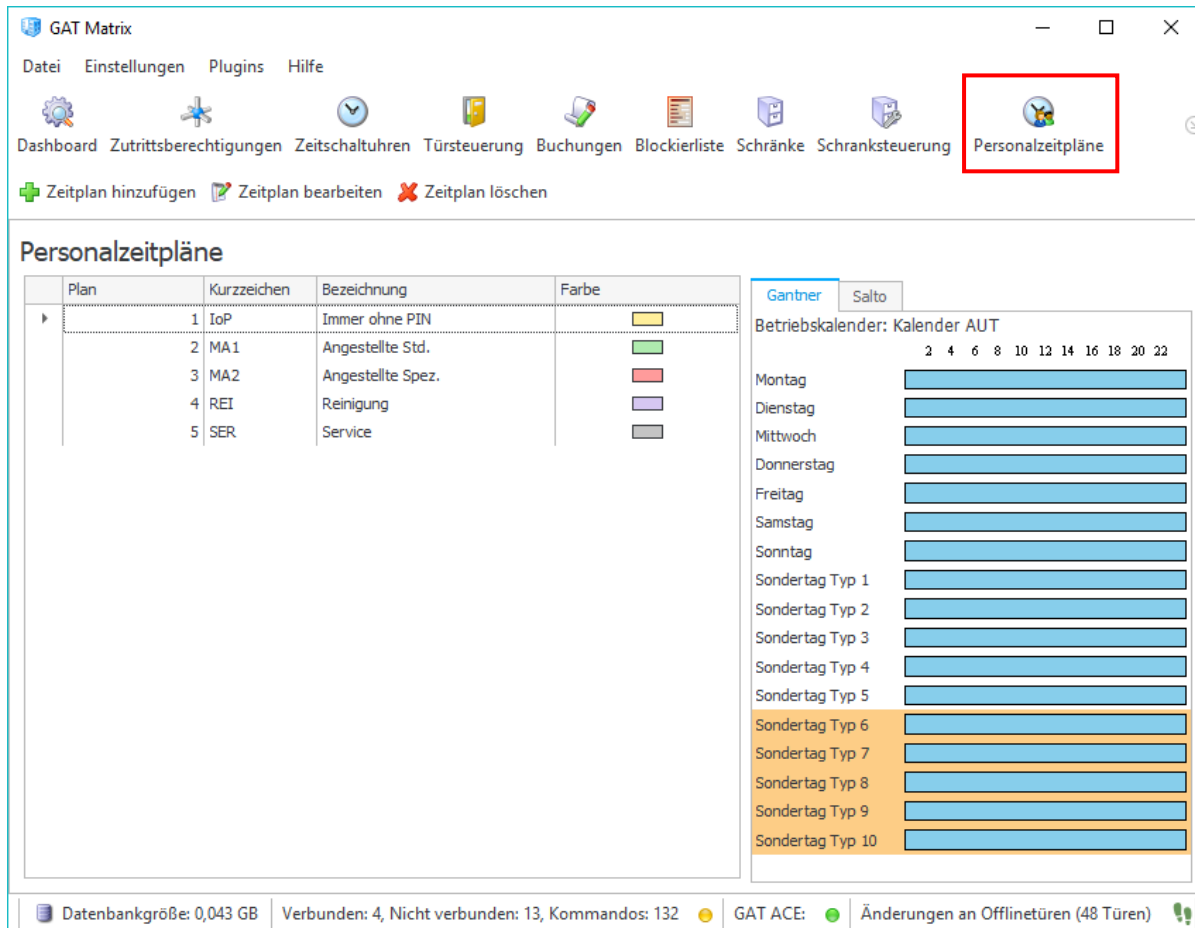 GAT Matrix
Datei Einstellungen Plugins Hilfe
Dashboard Zutrittsberechtigungen Zeitschaltuhren Türsteuerung Buchungen Blockierliste Schränke Schranksteuerung Personalzeitpläne
Zeitplan hinzufügen Zeitplan bearbeiten Zeitplan löschen
Personalzeitpläne
Plan Kurzzeichen Bezeichnung Farbe
1 IoP Immer ohne PIN
2 MA1 Angestellte Std.
3 MA2 Angestellte Spez.
4 REI Reinigung
5 SER Service
Gantner Salto
Betriebskalender: Kalender AUT
2 4 6 8 10 12 14 16 18 20 22
Montag
Dienstag
Mittwoch
Donnerstag
Freitag
Samstag
Sonntag
Sondertag Typ 1
Sondertag Typ 2
Sondertag Typ 3
Sondertag Typ 4
Sondertag Typ 5
Sondertag Typ 6
Sondertag Typ 7
Sondertag Typ 8
Sondertag Typ 9
Sondertag Typ 10
Datenbankgröße: 0,043 GB Verbunden: 4, Nicht verbunden: 13, Kommandos: 132 GAT ACE: Änderungen an Offlinetüren (48 Türen)